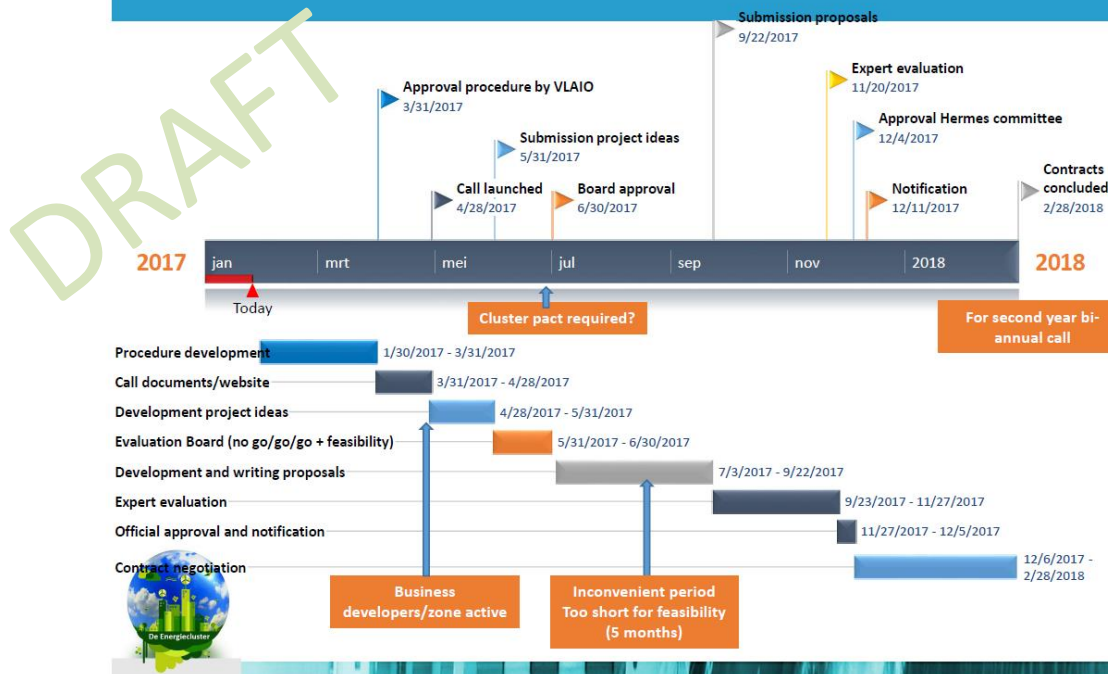 DRAFT
Submission proposals
9/22/2017
Expert evaluation
11/20/2017
Approval procedure by VLAIO
3/31/2017
Approval Hermes committee
12/4/2017
Submission project ideas
5/31/2017
Contracts
concluded
2/28/2018
Call launched
4/28/2017
Board approval
6/30/2017
Notification
12/11/2017
2017
jan
mrt
mei
jul
sep
nov
2018
2018
Today
Cluster pact required?
For second year bi-
annual call
Procedure development
1/30/2017 - 3/31/2017
Call documents/website
3/31/2017 - 4/28/2017
Development project ideas
4/28/2017 - 5/31/2017
Evaluation Board (no go/go/go + feasibility)
5/31/2017 - 6/30/2017
Development and writing proposals
7/3/2017 - 9/22/2017
Expert evaluation
9/23/2017 - 11/27/2017
Official approval and notification
11/27/2017 - 12/5/2017
Contract negotiation
12/6/2017 -
2/28/2018
Business
developers/zone active
Inconvenient period
Too short for feasibility
(5 months)
De Energiecluster